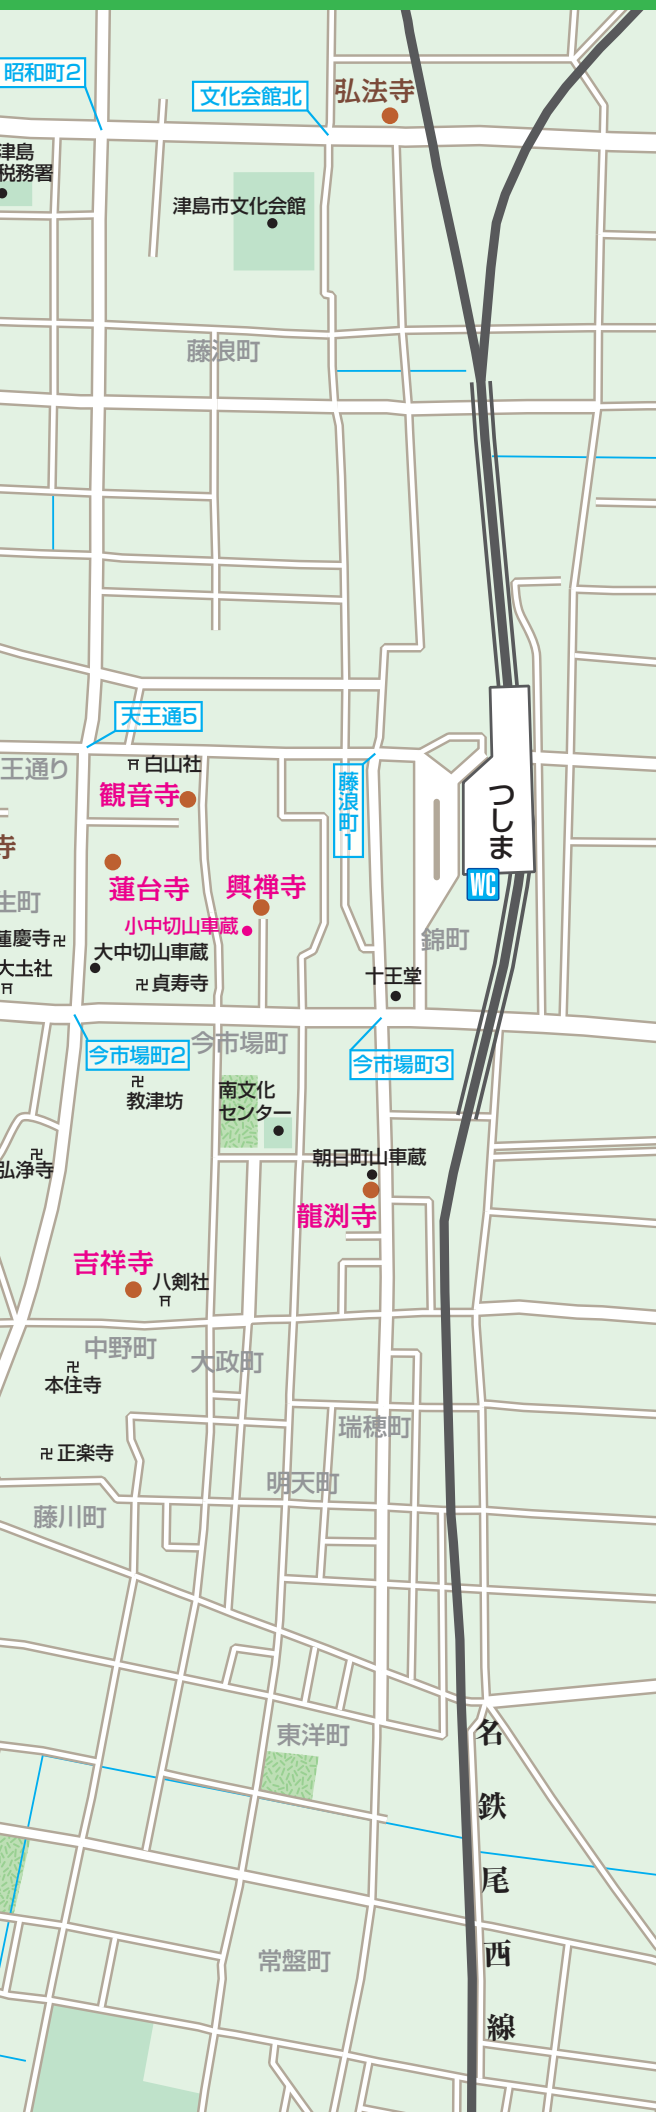 昭和町2
文化会館北
弘法寺
津島
税務署
津島市文化会館
藤浪町
天王通5
王通り
白山社
観音寺
藤浪町1
つしま
寺
蓮台寺
興禅寺
WC
生町
小中切山車蔵
蓮慶寺
大中切山車蔵
錦町
大土社
貞寿寺
十王堂
今市場町2
今市場町
今市場町3
教津坊
南文化
センター
弘浄寺
朝日町山車蔵
龍渕寺
吉祥寺
八剣社
中野町
大政町
本住寺
瑞穂町
正楽寺
明天町
藤川町
東洋町
名鉄尾西線
常盤町